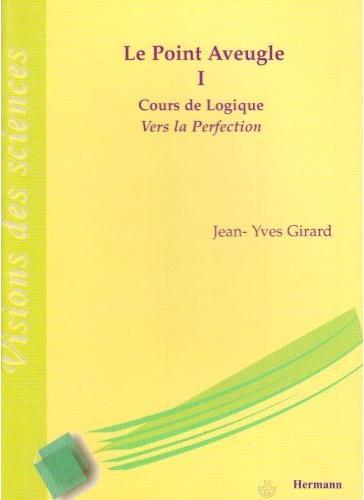 Visions des sciences
Le Point Aveugle
I
Cours de Logique
Vers la Perfection
Jean- Yves Girard
Hermann